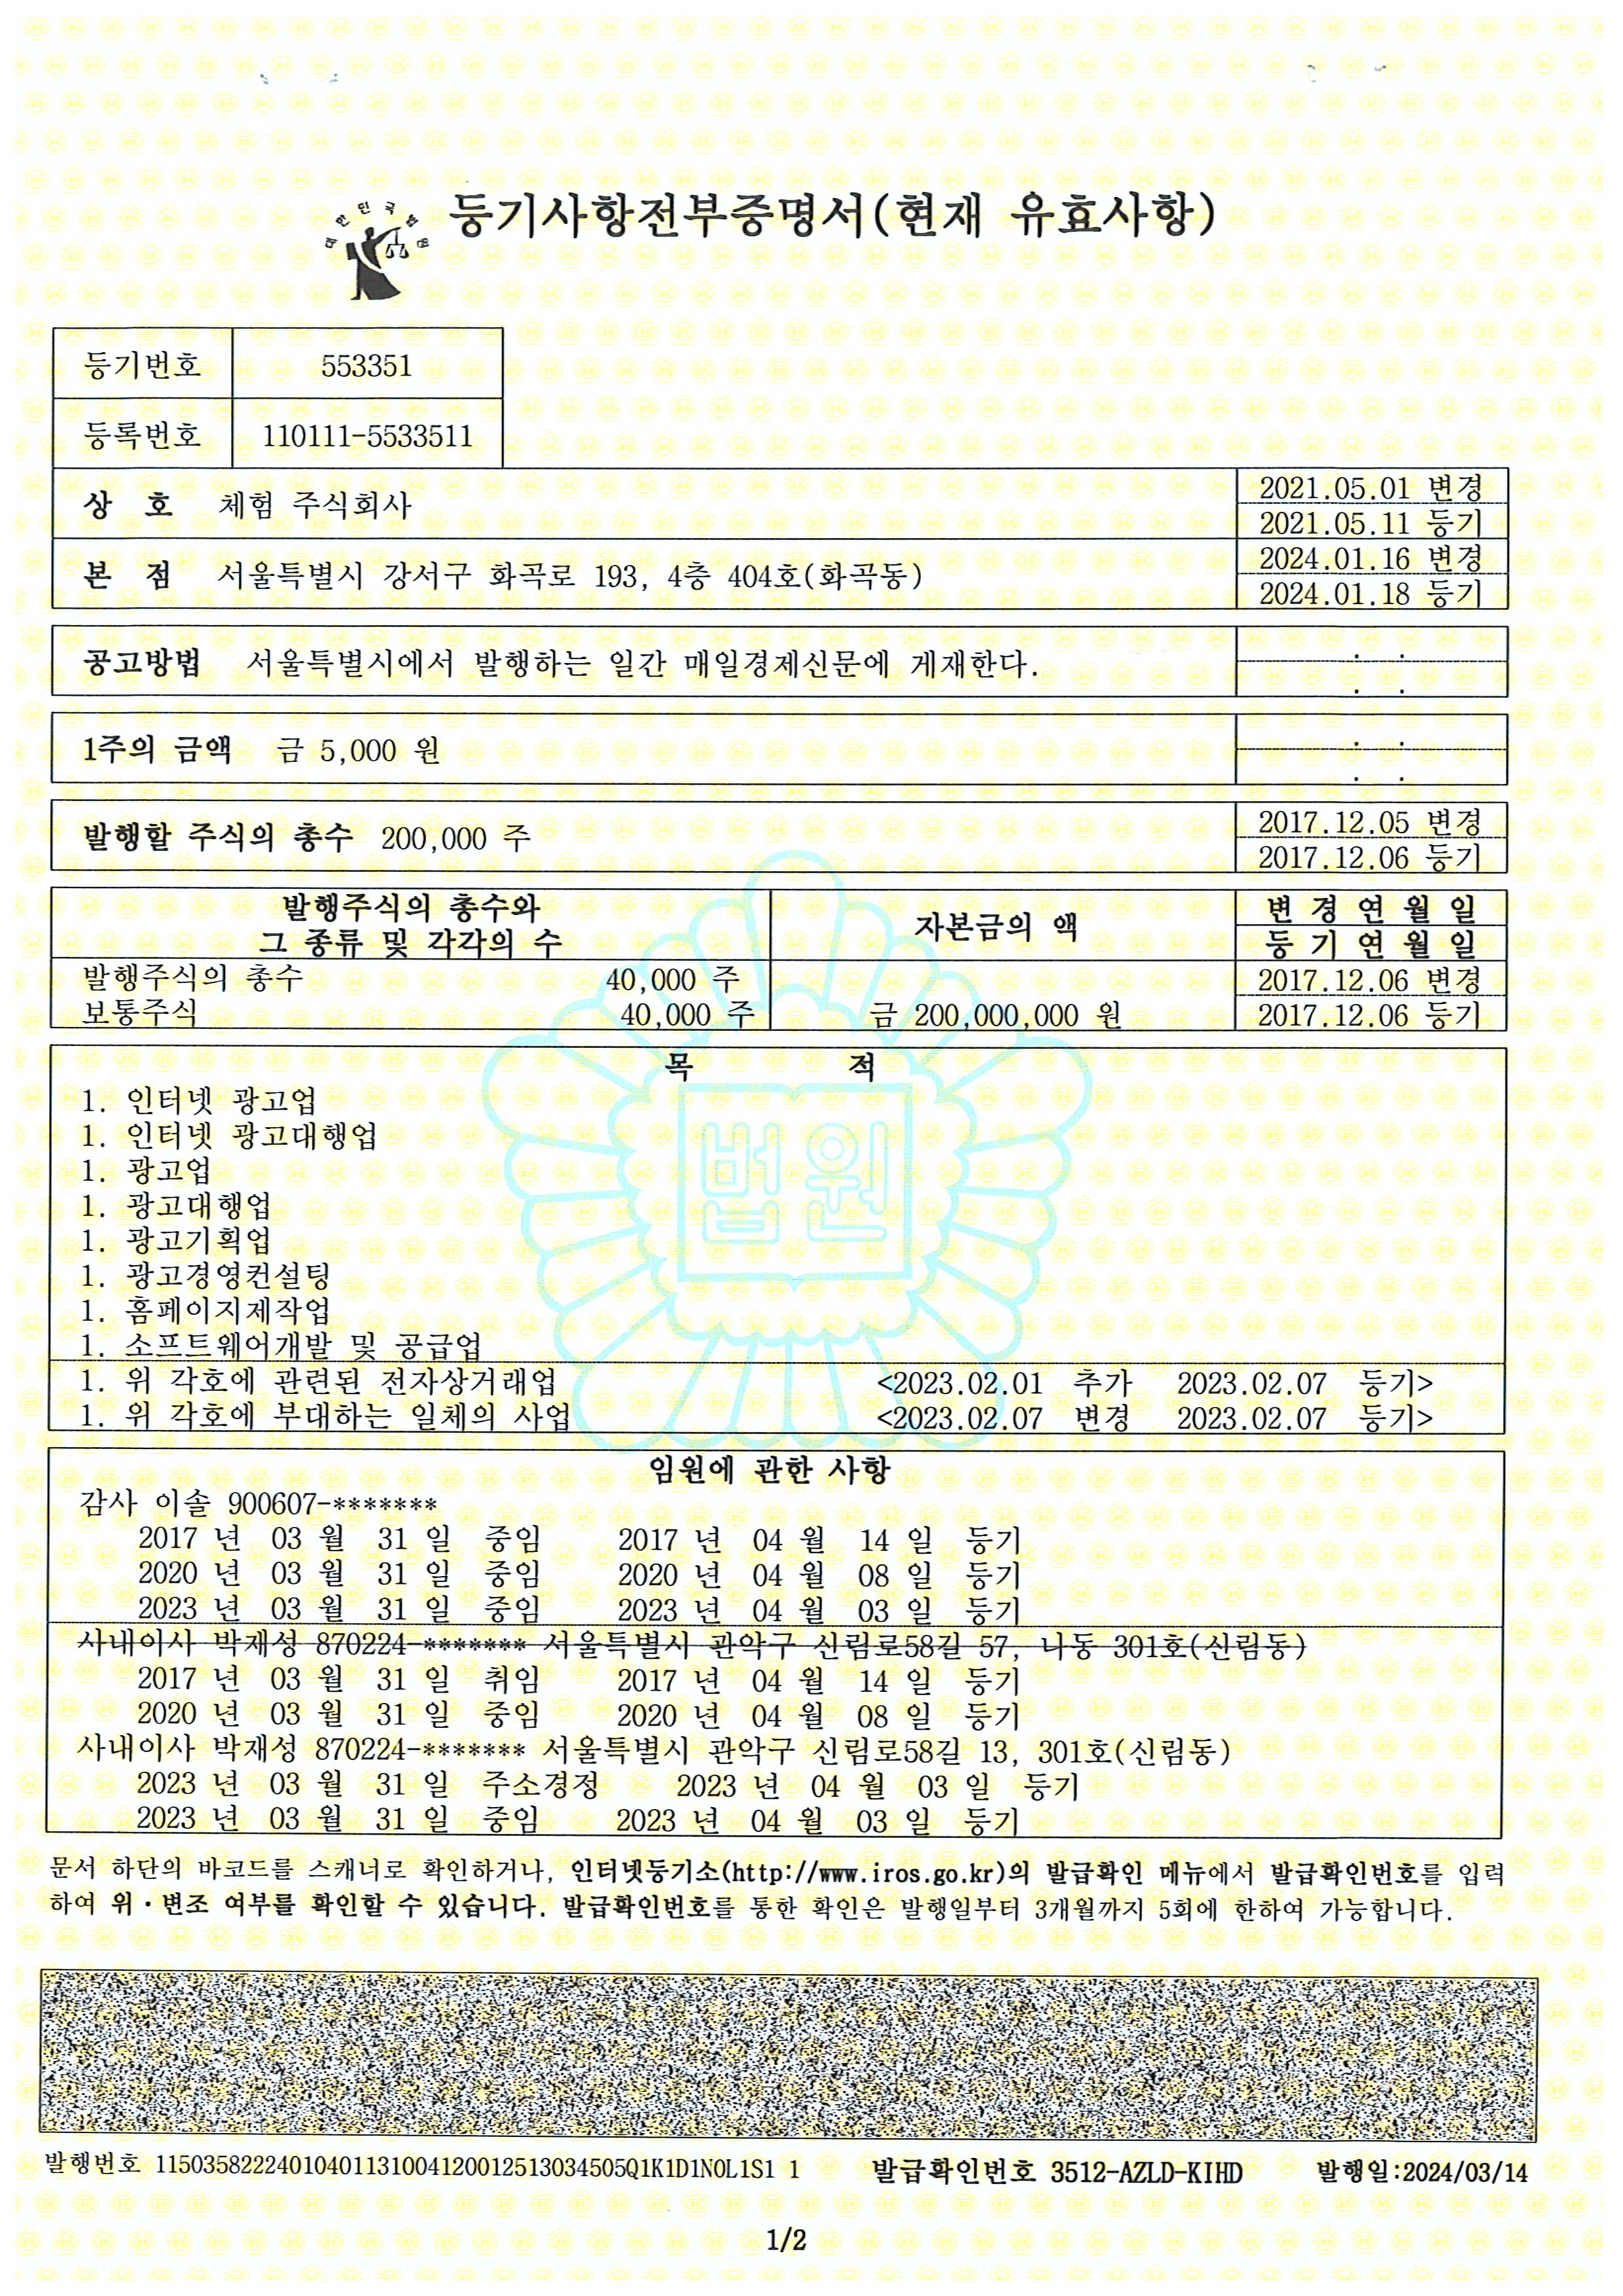 대한민국법원
등기사항전부증명서(현재 유효사항)
등기번호 553351
등록번호 110111-5533511
상 호 체험 주식회사 2021.05.01 변경
2021.05.11 등기
본 점 서울특별시 강서구 화곡로 193, 4층 404호(화곡동) 2024.01.16 변경
2024.01.18 등기
공고방법 서울특별시에서 발행하는 일간 매일경제신문에 게재한다. . .
. .
1주의 금액 금 5,000 원 . .
. .
발행할 주식의 총수 200,000 주 2017.12.05 변경
2017.12.06 등기
발행주식의 총수와
그 종류 및 각각의 수 자본금의 액 변 경 연 월 일
등 기 연 월 일
발행주식의 총수 40,000 주 2017.12.06 변경
보통주식 40,000 주 금 200,000,000 원 2017.12.06 등기
목 적
1. 인터넷 광고업
1. 인터넷 광고대행업
1. 광고업
1. 광고대행업
1. 광고기획업
1. 광고경영컨설팅
1. 홈페이지제작업
1. 소프트웨어개발 및 공급업
1. 위 각호에 관련된 전자상거래업 <2023.02.01 추가 2023.02.07 등기>
1. 위 각호에 부대하는 일체의 사업 <2023.02.07 변경 2023.02.07 등기>
법원
임원에 관한 사항
감사 이솔 900607-*******
2017 년 03 월 31 일 중임 2017 년 04 월 14 일 등기
2020 년 03 월 31 일 중임 2020 년 04 월 08 일 등기
2023 년 03 월 31 일 중임 2023 년 04 월 03 일 등기
사내이사 박재성 870224-******* 서울특별시 관악구 신림로58길 57, 나동 301호(신림동)
2017 년 03 월 31 일 취임 2017 년 04 월 14 일 등기
2020 년 03 월 31 일 중임 2020 년 04 월 08 일 등기
사내이사 박재성 870224-******* 서울특별시 관악구 신림로58길 13, 301호(신림동)
2023 년 03 월 31 일 주소경정 2023 년 04 월 03 일 등기
2023 년 03 월 31 일 중임 2023 년 04 월 03 일 등기
문서 하단의 바코드를 스캐너로 확인하거나, 인터넷등기소(http://www.iros.go.kr)의 발급확인 메뉴에서 발급확인번호를 입력
하여 위·변조 여부를 확인할 수 있습니다. 발급확인번호를 통한 확인은 발행일부터 3개월까지 5회에 한하여 가능합니다.
발행번호 11503582224010401131004120012513034505Q1K1D1N0L1S1 1 발급확인번호 3512-AZLD-KIHD 발행일:2024/03/14
1/2